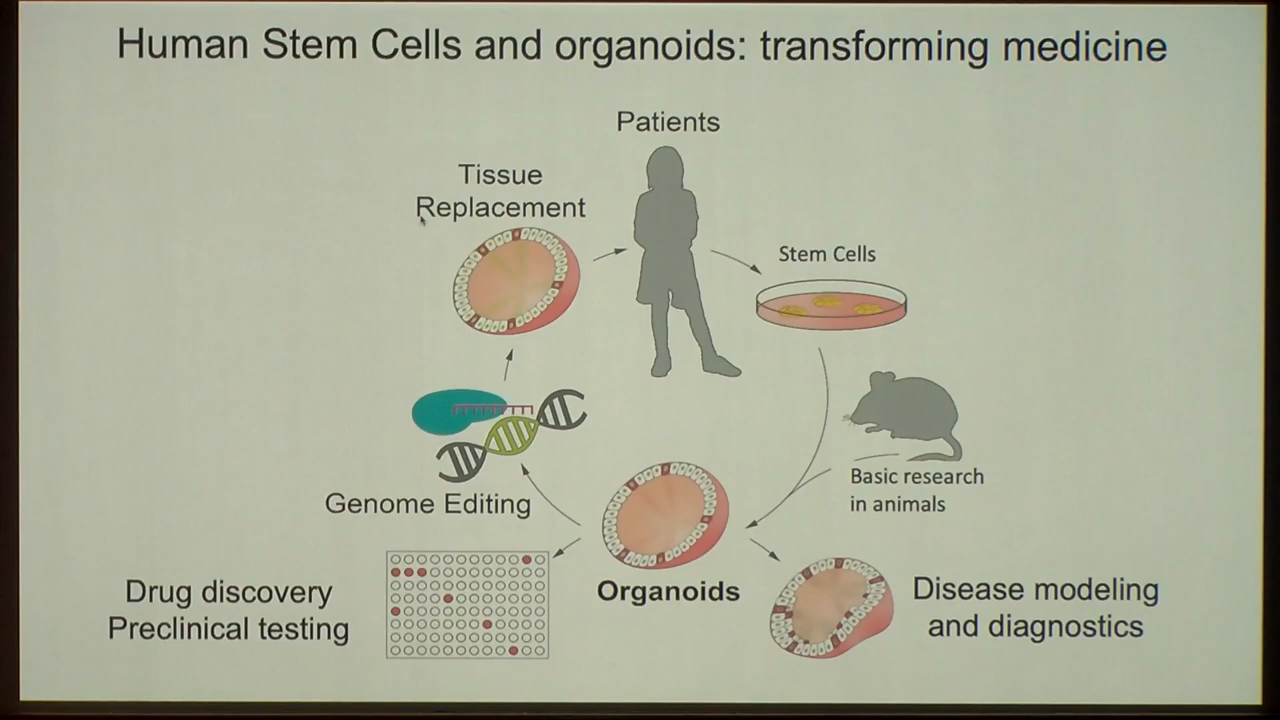 Human Stem Cells and organoids: transforming medicine
Patients
Tissue
Replacement
Stem Cells
Basic research
in animals
Genome Editing
Organoids
Drug discovery
Preclinical testing
Disease modeling
and diagnostics